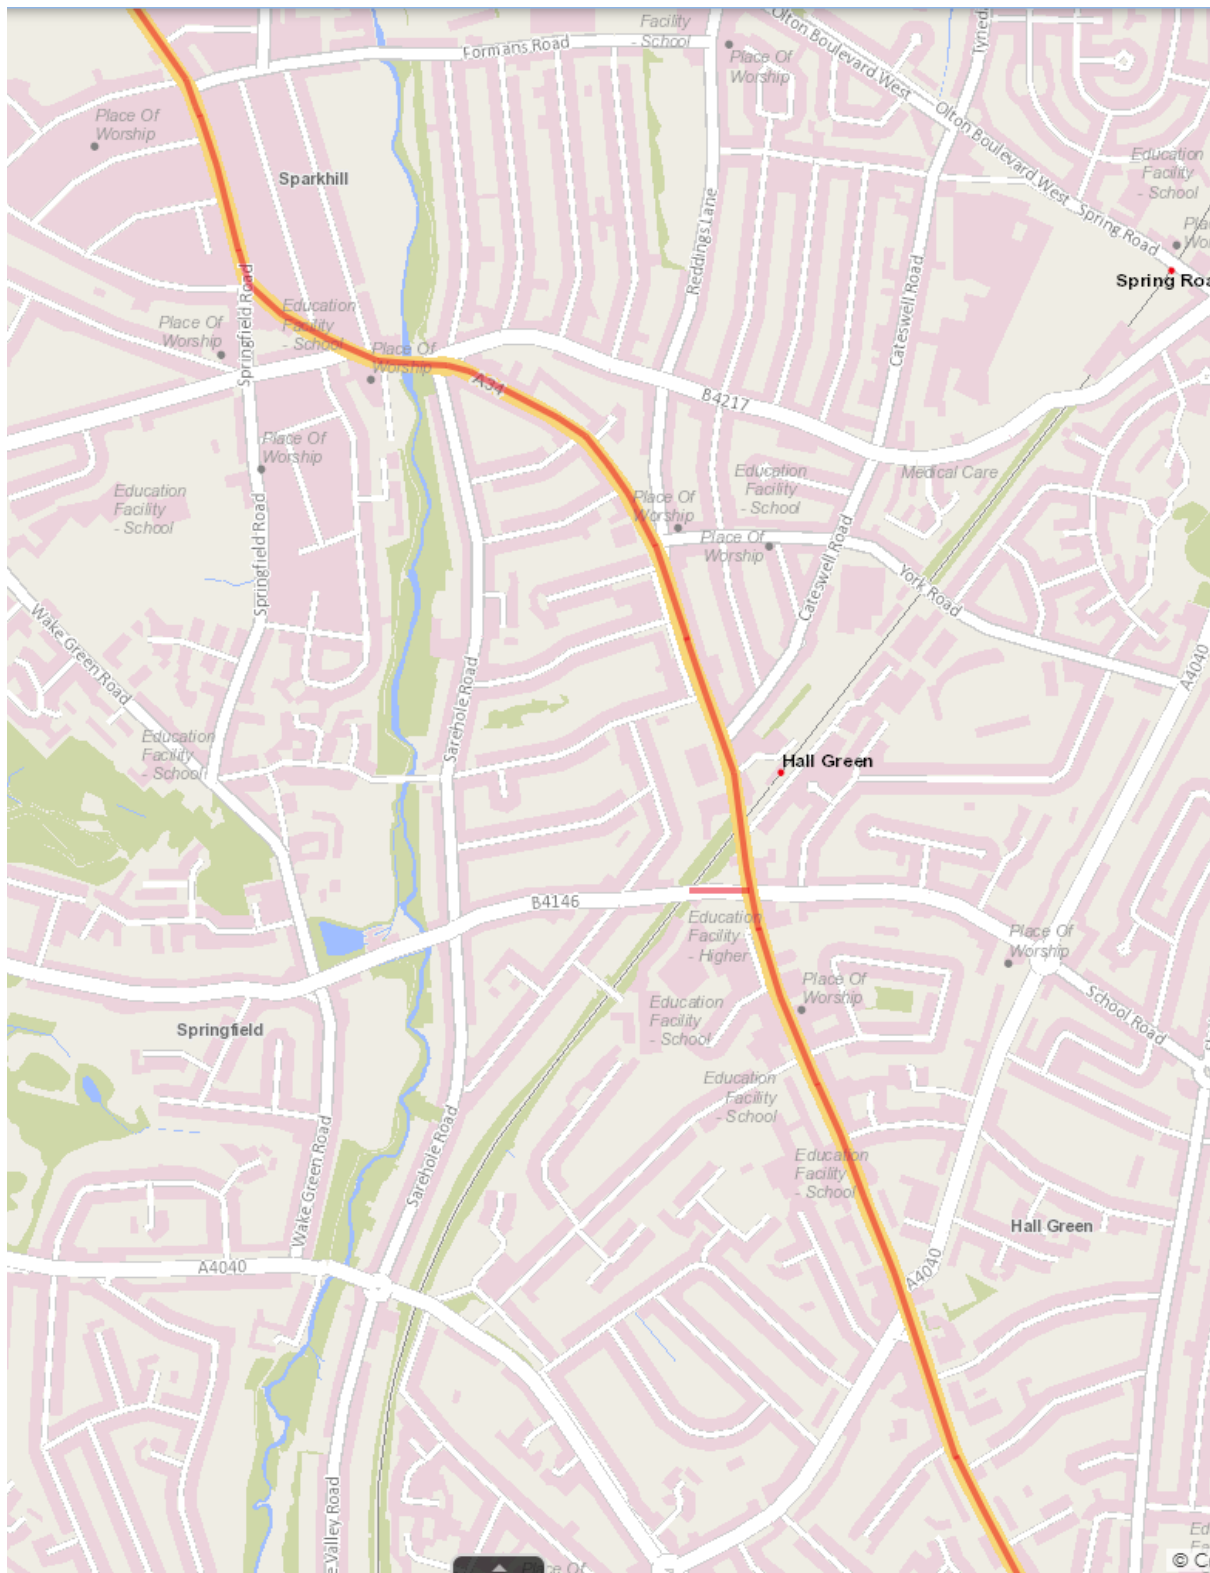 Facility
- School
Formans Road
Olton Boulevard West
Place Of
Worship
Place Of
Worship
Olton Boulevard West
Education
Facility
- School
Sparkhill
Reddings Lane
Spring Road
Springfield Road
Cateswell Road
Education
Facility
- School
Place Of
Worship
Place Of
Worship
A34
B4217
Place Of
Worship
Education
Facility
- School
Education
Facility
- School
Medical Care
Place Of
Worship
Springfield Road
Place Of
Worship
Cateswell Road
York Road
Wake Green Road
A4040
Sarehole Road
Education
Facility
- School
Hall Green
B4146
Education
Facility
- Higher
Place Of
Worship
Place Of
Worship
Education
Facility
- School
School Road
Springfield
Education
Facility
- School
Wake Green Road
Sarehole Road
Education
Facility
- School
Hall Green
A4040
A4040
e Valley Road
Place Of
©